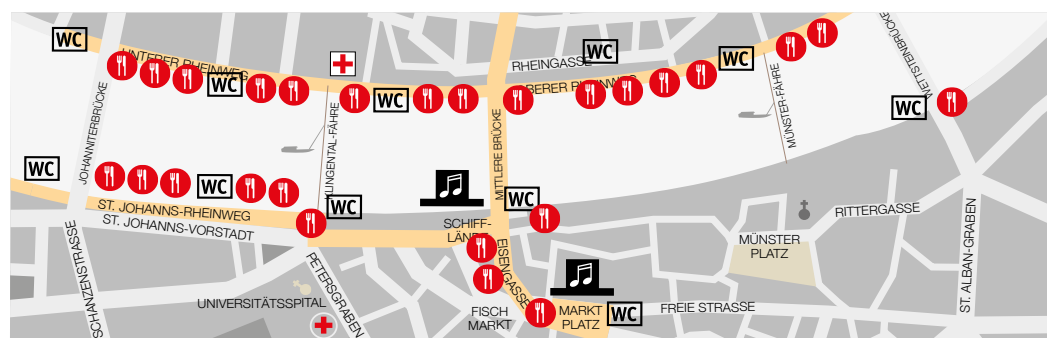 WC
UNTERER RHEINWEG
WC
WC
RHEINGASSE
WC
WC
BERER RHEINWEG
WETTSTEINBRÜCKE
WC
JOHANNITERBRÜCKE
KLINGENTAL-FÄHRE
MITTLERE BRÜCKE
MÜNSTER-FÄHRE
WC
WC
WC
WC
ST. JOHANNS-RHEINWEG
ST. JOHANNS-VORSTADT
SCHIFF-
LÄNDE
RITTERGASSE
MÜNSTER
PLATZ
ST. ALBAN-GRABEN
SCHANZENSTRASSE
PETERSGRABEN
EISENGASSE
UNIVERSITÄTSSPITAL
FISCH
MARKT
MARKT
PLATZ
WC
FREIE STRASSE